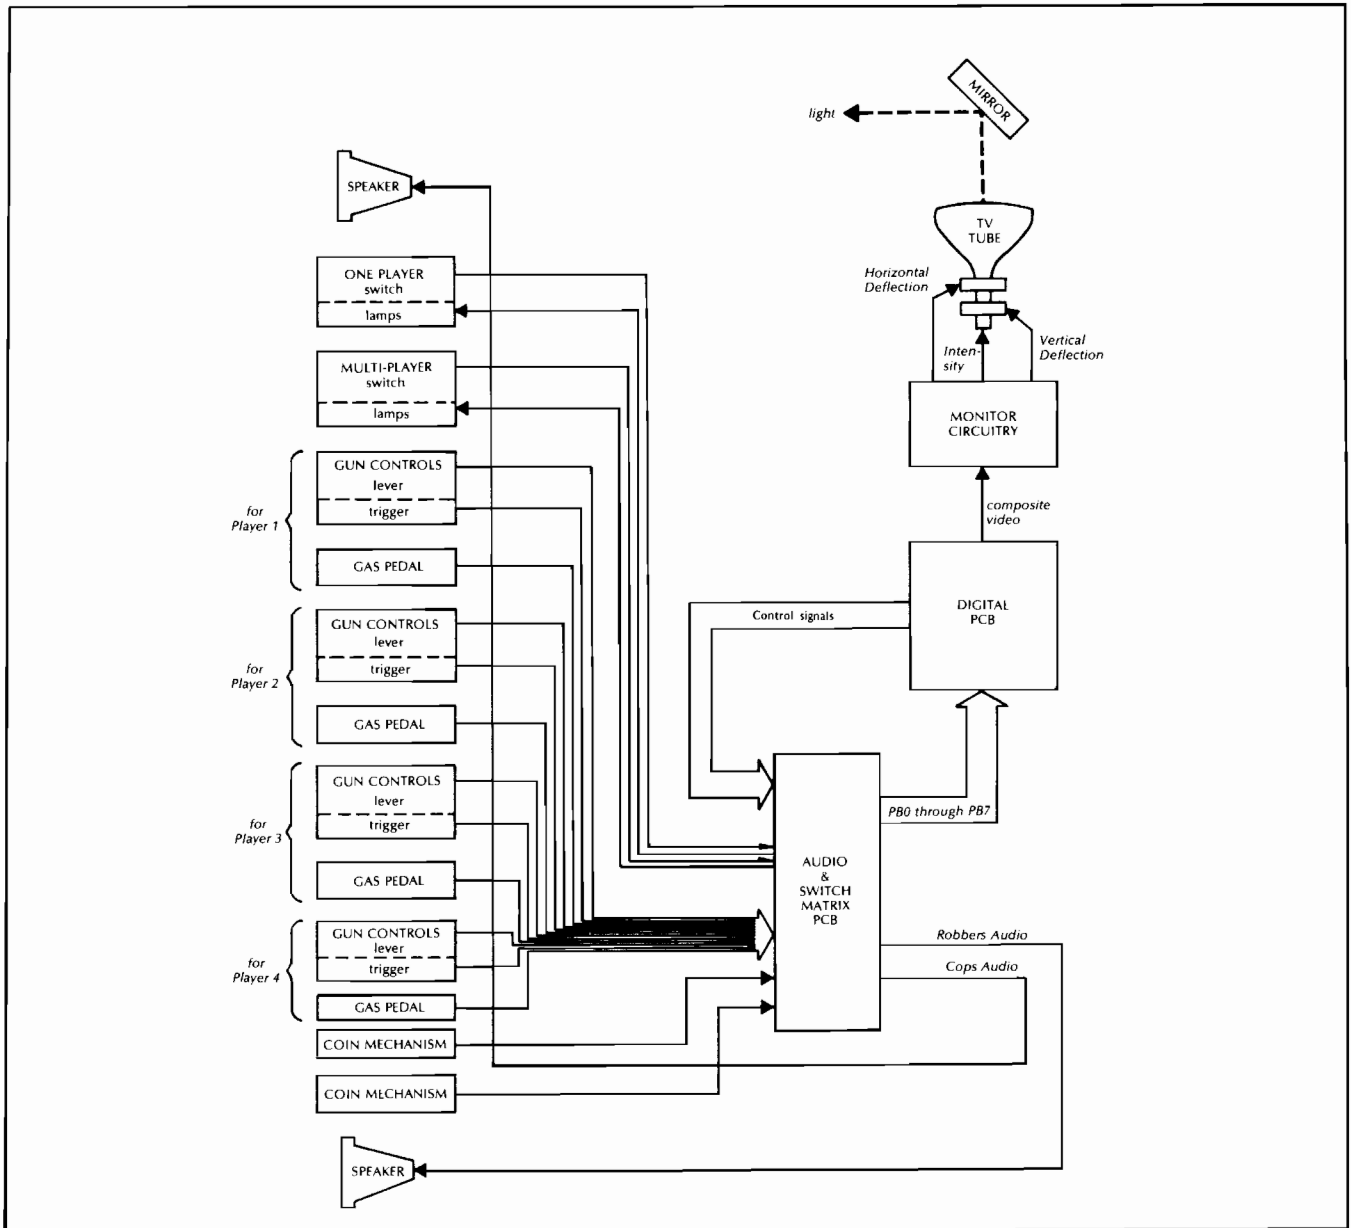 MIRROR
light
SPEAKER
TV
TUBE
Horizontal
Deflection
Vertical
Deflection
Inten-
sity
ONE PLAYER
switch
lamps
MULTI-PLAYER
switch
lamps
MONITOR
CIRCUITRY
for
Player 1
GUN CONTROLS
lever
trigger
GAS PEDAL
composite
video
DIGITAL
PCB
Control signals
for
Player 2
GUN CONTROLS
lever
trigger
GAS PEDAL
for
Player 3
GUN CONTROLS
lever
trigger
GAS PEDAL
PB0 through PB7
AUDIO
&
SWITCH
MATRIX
PCB
for
Player 4
GUN CONTROLS
lever
trigger
GAS PEDAL
Robbers Audio
Cops Audio
COIN MECHANISM
COIN MECHANISM
SPEAKER